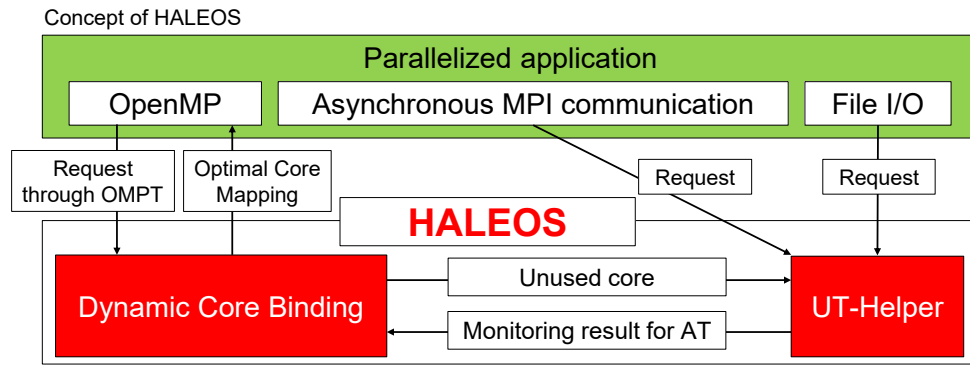 Concept of HALEOS
Parallelized application
OpenMP
Asynchronous MPI communication
File I/O
Request
through OMPT
Optimal Core
Mapping
Request
Request
HALEOS
Dynamic Core Binding
Unused core
Monitoring result for AT
UT-Helper